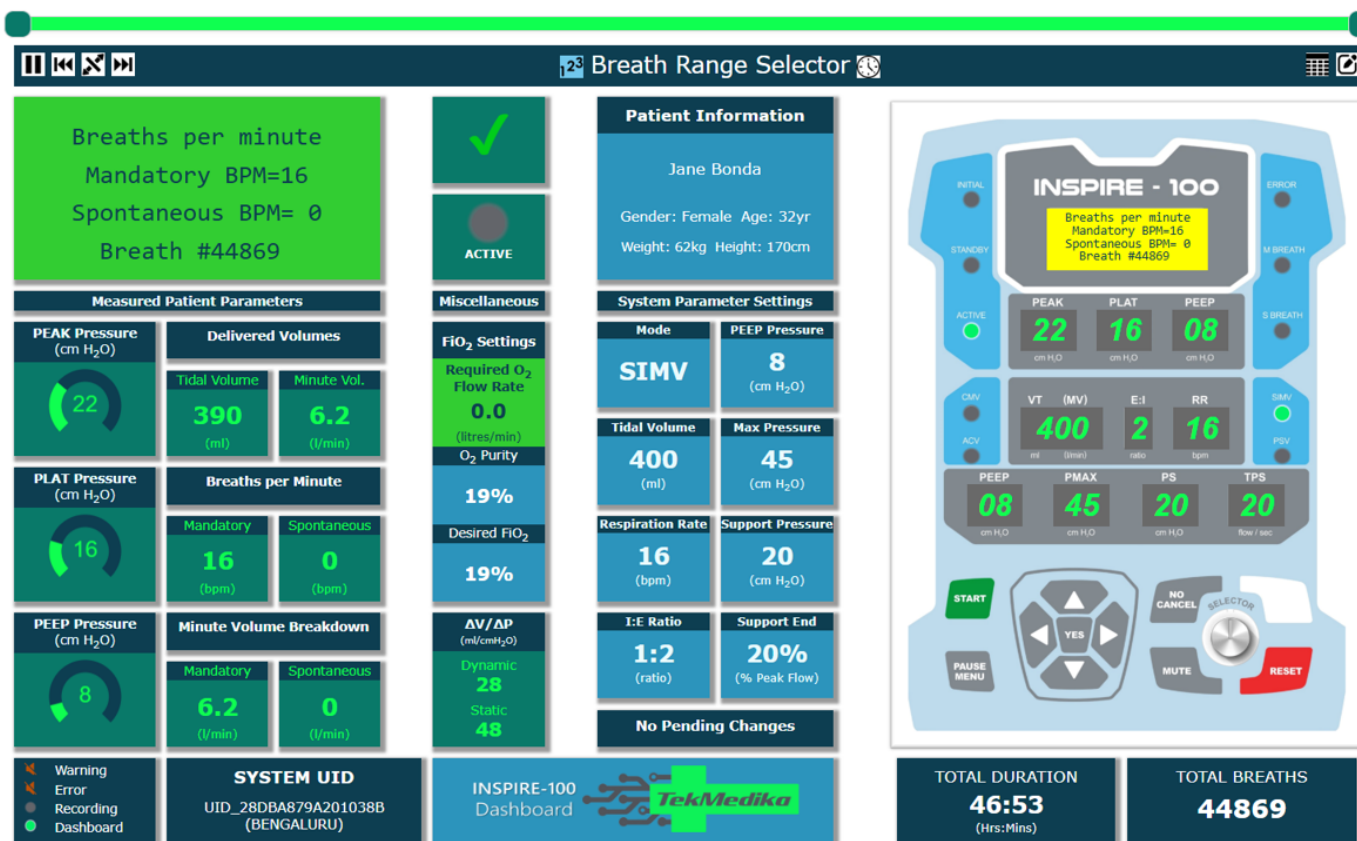 123 Breath Range Selector
Breaths per minute
Mandatory BPM=16
Spontaneous BPM= 0
Breath #44869
ACTIVE
Patient Information
Jane Bonda
Gender: Female Age: 32yr
Weight: 62kg Height: 170cm
Measured Patient Parameters
PEAK Pressure
(cm H₂O)
22
Delivered Volumes
Tidal Volume
390
(ml)
Minute Vol.
6.2
(l/min)
PLAT Pressure
(cm H₂O)
16
Breaths per Minute
Mandatory
16
(bpm)
Spontaneous
0
(bpm)
PEEP Pressure
(cm H₂O)
8
Minute Volume Breakdown
Mandatory
6.2
(l/min)
Spontaneous
0
(l/min)
Miscellaneous
FiO₂ Settings
Required O₂
Flow Rate
0.0
(litres/min)
O₂ Purity
19%
Desired FiO₂
19%
ΔV/ΔP
(ml/cmH₂O)
Dynamic
28
Static
48
System Parameter Settings
Mode
SIMV
PEEP Pressure
8
(cm H₂O)
Tidal Volume
400
(ml)
Max Pressure
45
(cm H₂O)
Respiration Rate
16
(bpm)
Support Pressure
20
(cm H₂O)
I:E Ratio
1:2
(ratio)
Support End
20%
(% Peak Flow)
No Pending Changes
INSPIRE - 100
Breaths per minute
Mandatory BPM=16
Spontaneous BPM= 0
Breath #44869
INITIAL
STANDBY
ACTIVE
ERROR
M BREATH
S BREATH
PEAK PLAT PEEP
22 16 08
cm H₂O cm H₂O cm H₂O
CMV
ACV
VT (MV) E:I RR
400 2 16
ml (l/min) ratio bpm
SIMV
PSV
PEEP PMAX PS TPS
08 45 20 20
cm H₂O cm H₂O cm H₂O flow / sec
START
PAUSE
MENU
YES
NO
CANCEL
SELECTOR
MUTE
RESET
Warning
Error
Recording
Dashboard
SYSTEM UID
UID_28DBA879A201038B
(BENGALURU)
INSPIRE-100
Dashboard
TekMedika
TOTAL DURATION
46:53
(Hrs:Mins)
TOTAL BREATHS
44869